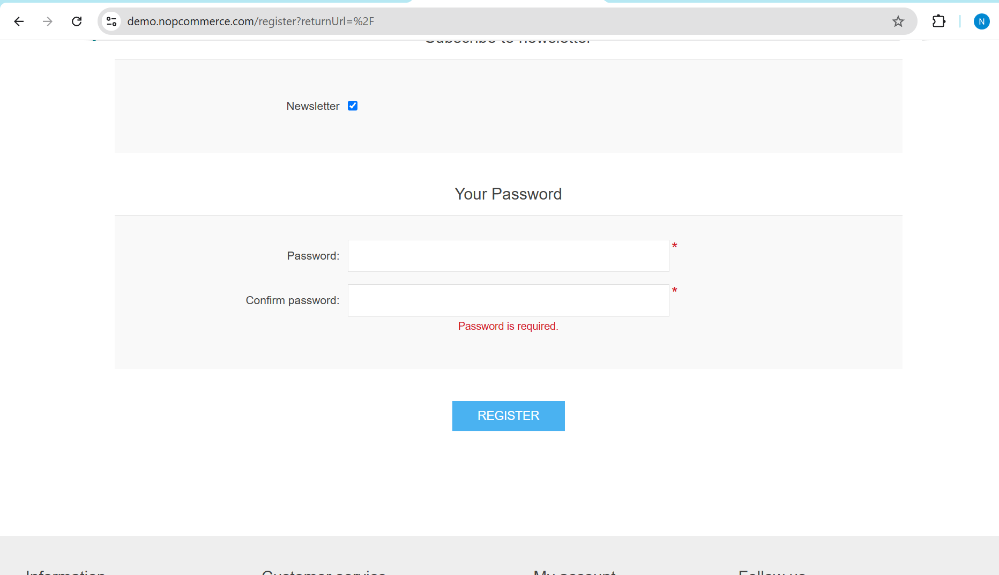 demo.nopcommerce.com/register?returnUrl=%2F
N
Subscribe to newsletter
Newsletter
Your Password
Password:
*
Confirm password:
*
Password is required.
REGISTER
Information
Customer service
My account
Follow us